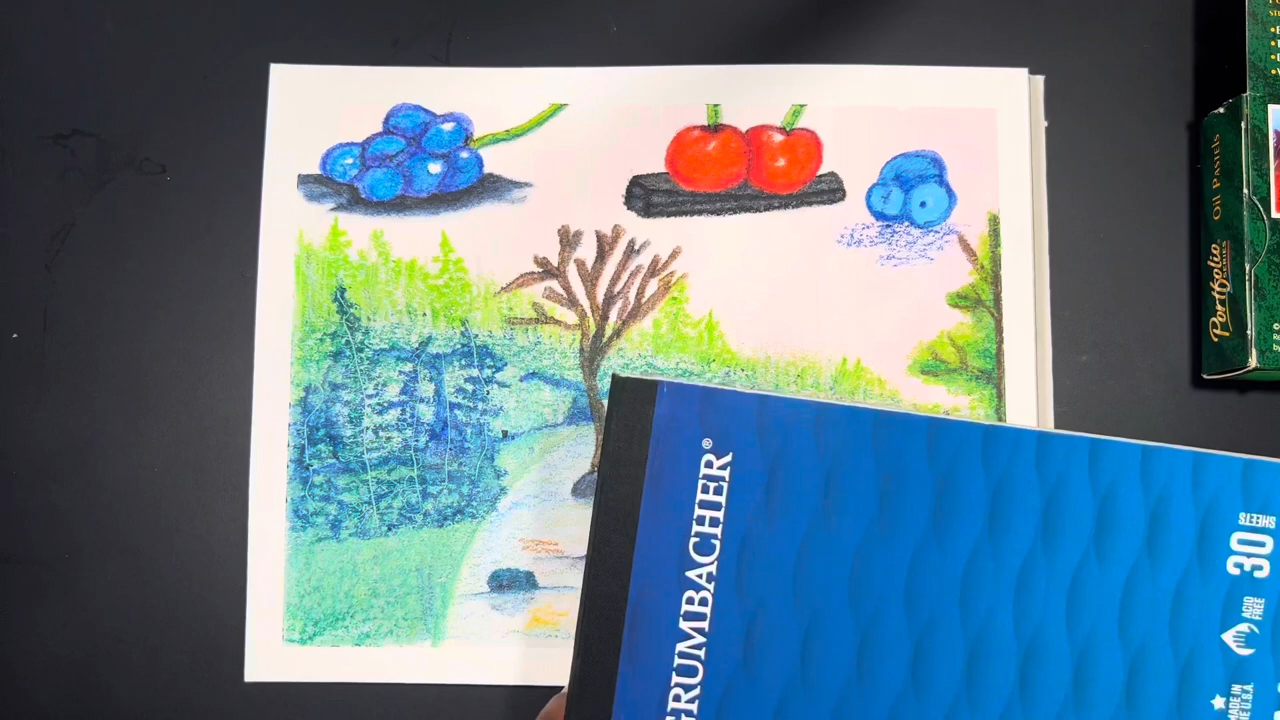 Portfolio
SERIES
Oil Pastels
GRUMBACHER®
30
SHEETS
ACID
FREE
MADE IN
THE U.S.A.